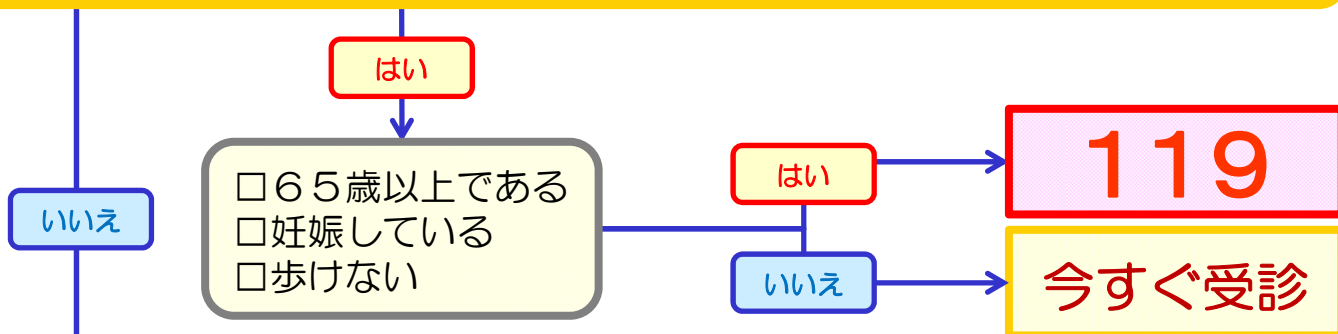 はい
□６５歳以上である
□妊娠している
□歩けない
いいえ
はい
いいえ
１１９
今すぐ受診